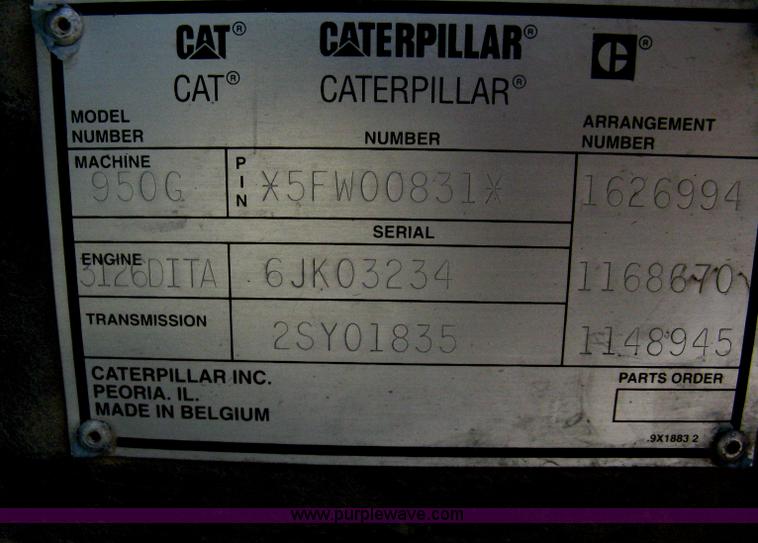 CAT® CATERPILLAR® C®
CAT® CATERPILLAR®
MODEL NUMBER NUMBER ARRANGEMENT NUMBER
MACHINE 950G PIN *5FW00831* 1626994
SERIAL
ENGINE 3126DITA 6JK03234 1168670
TRANSMISSION 2SY01835 1148945
CATERPILLAR INC.
PEORIA. IL.
MADE IN BELGIUM
PARTS ORDER
9X1883 2
www.purplewave.com